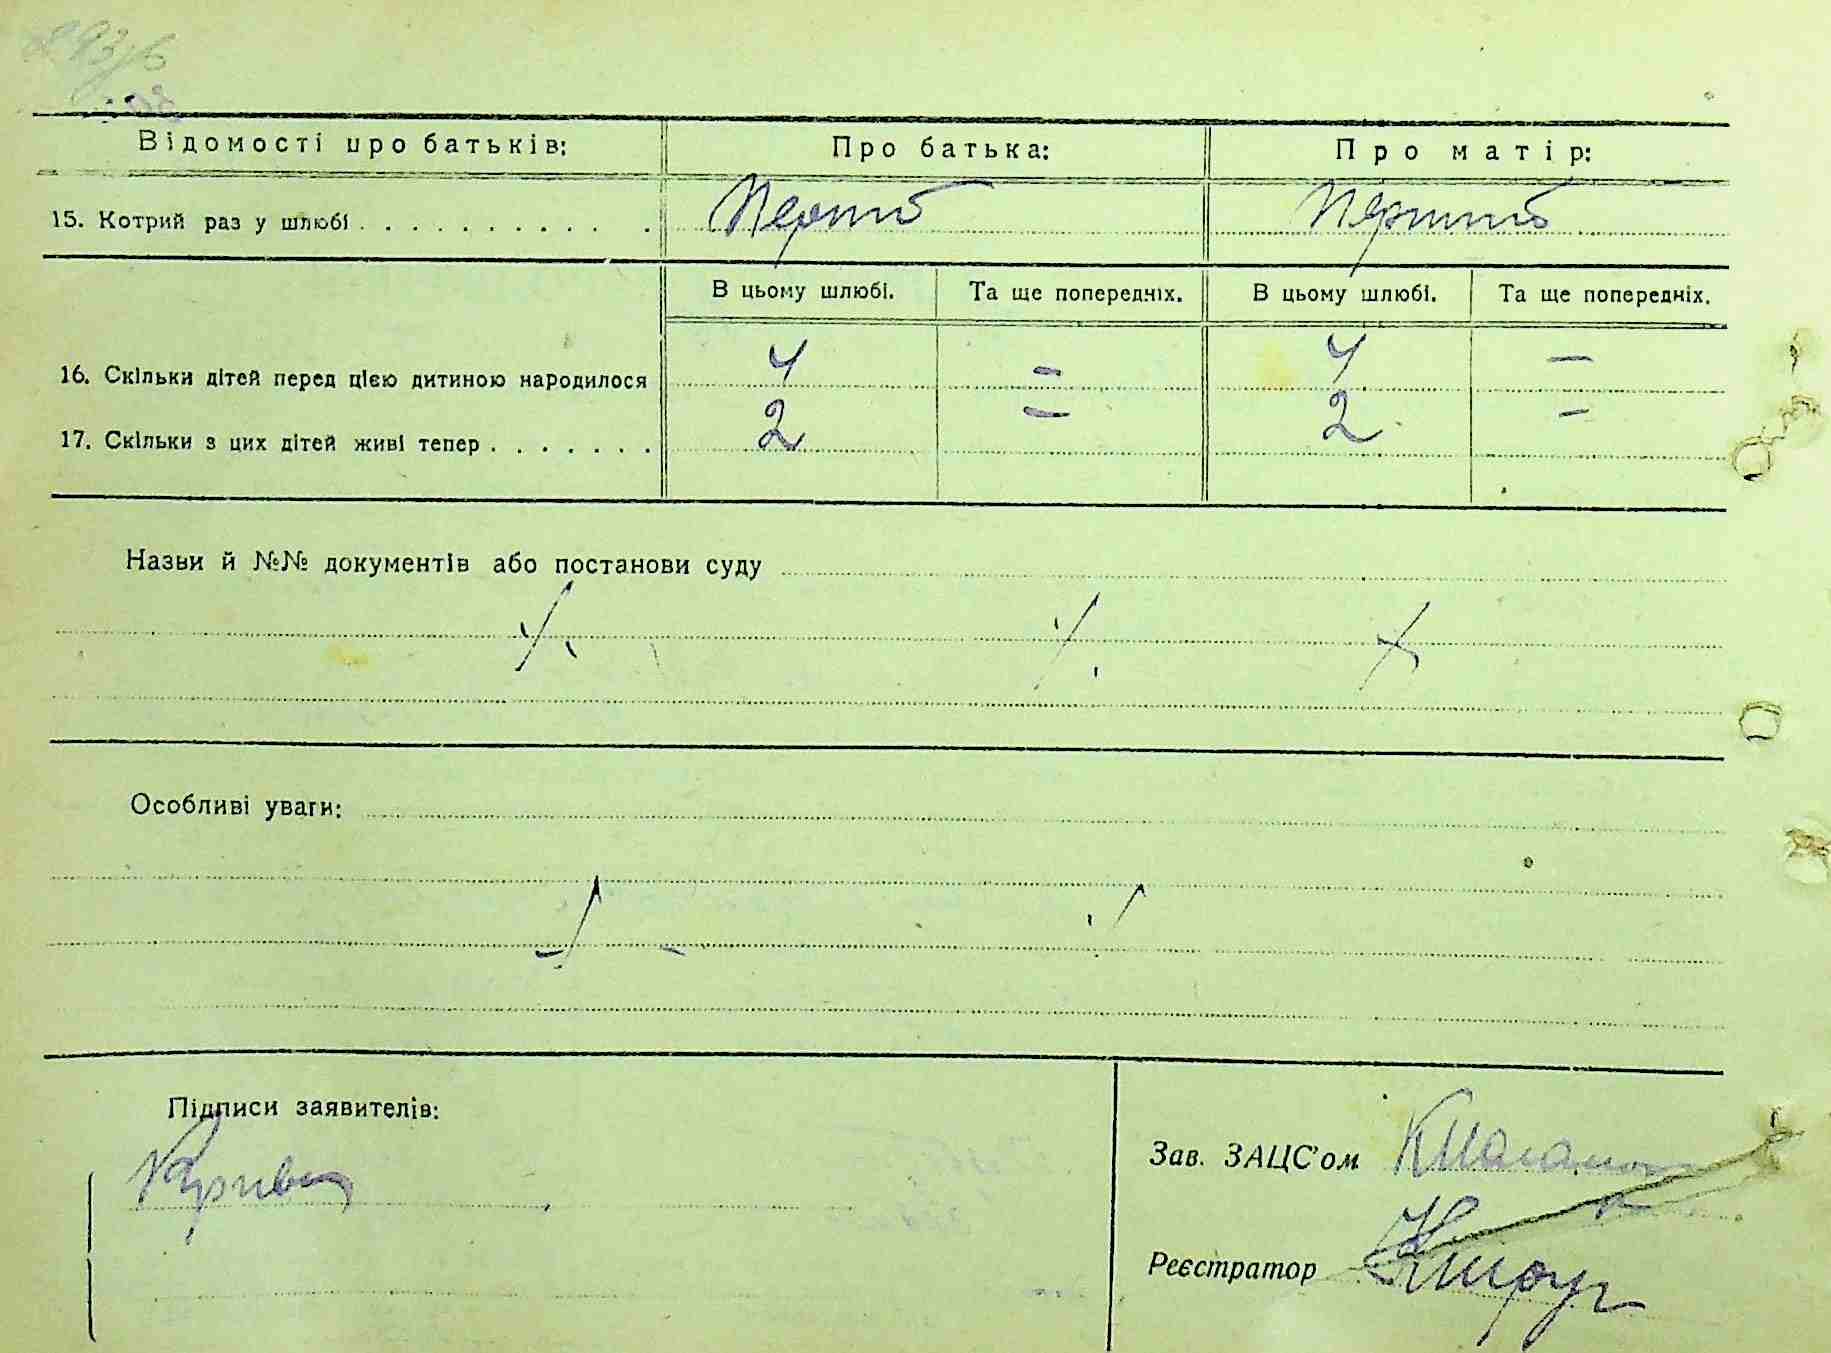 Відомості про батьків:
Про батька:
Про матір:
15. Котрий раз у шлюбі . . . . . . . . . . . .
Перший
Перший
В цьому шлюбі.
Та ще попередніх.
В цьому шлюбі.
Та ще попередніх.
16. Скільки дітей перед цією дитиною народилося
4
–
4
–
17. Скільки з цих дітей живі тепер . . . . . . .
2
–
2
–
Назви й №№ документів або постанови суду
Особливі уваги:
Підписи заявителів:
Зав. ЗАЦС'ом
Реєстратор